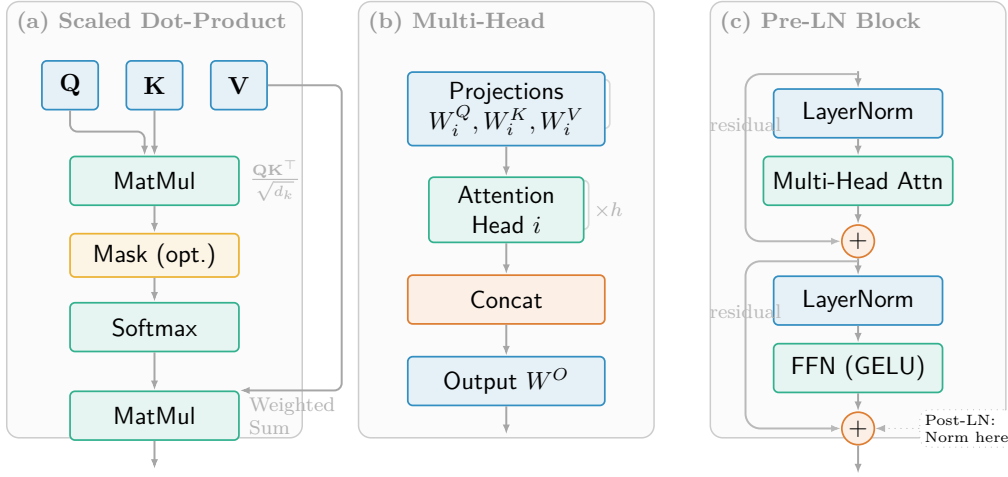 (a) Scaled Dot-Product
Q
K
V
MatMul
QK⊤
√dk
Mask (opt.)
Softmax
MatMul
Weighted
Sum
(b) Multi-Head
Projections
W_i^Q, W_i^K, W_i^V
Attention
Head i
×h
Concat
Output W^O
(c) Pre-LN Block
LayerNorm
residual
Multi-Head Attn
+
LayerNorm
residual
FFN (GELU)
+
Post-LN:
Norm here